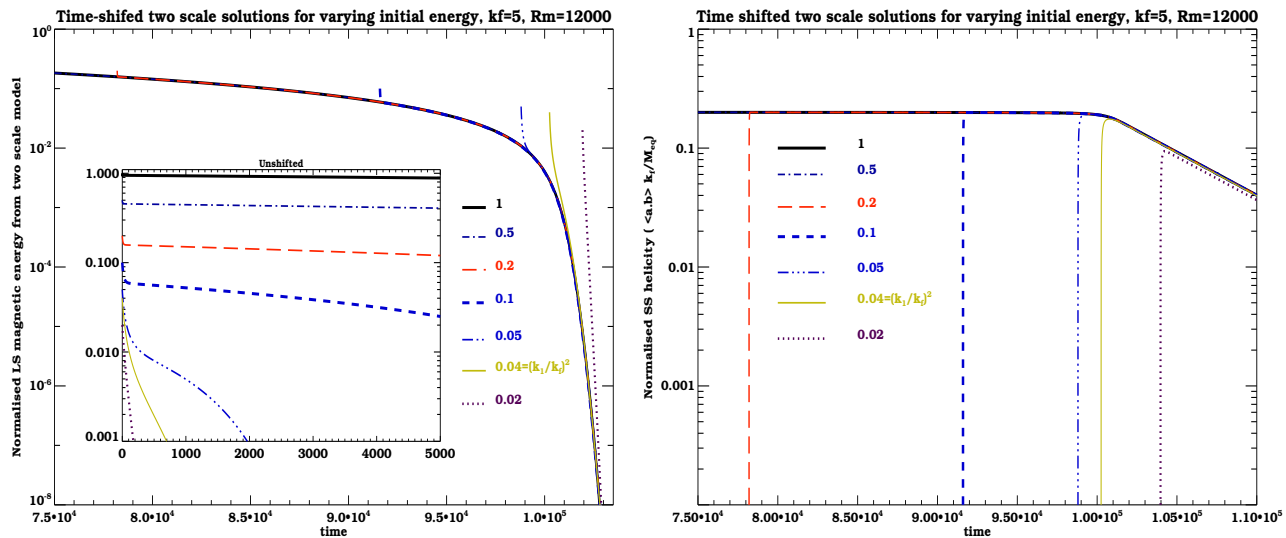 Time-shifed two scale solutions for varying initial energy, kf=5, Rm=12000
Normalised LS magnetic energy from two scale model
10^0
10^-2
10^-4
10^-6
10^-8
Unshifted
1.000
0.100
0.010
0.001
0 1000 2000 3000 4000 5000
1
0.5
0.2
0.1
0.05
0.04=(k_1/k_f)^2
0.02
7.5•10^4 8.0•10^4 8.5•10^4 9.0•10^4 9.5•10^4 1.0•10^5
time
Time shifted two scale solutions for varying initial energy, kf=5, Rm=12000
Normalised SS helicity ( <a.b> k_f/M_eq)
1
0.1
0.01
0.001
1
0.5
0.2
0.1
0.05
0.04=(k_1/k_f)^2
0.02
7.50•10^4 8.00•10^4 8.50•10^4 9.00•10^4 9.50•10^4 1.00•10^5 1.05•10^5 1.10•10^5
time